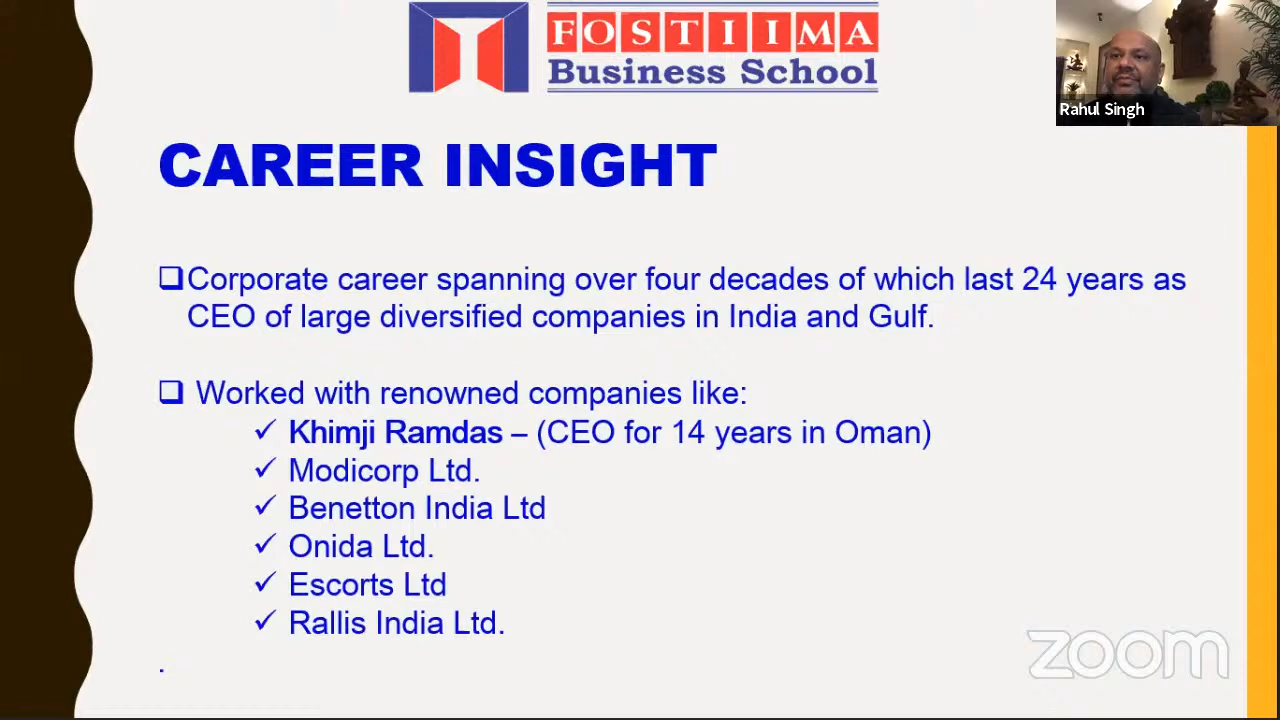 FOSTIIMA
Business School
Rahul Singh
CAREER INSIGHT
Corporate career spanning over four decades of which last 24 years as
CEO of large diversified companies in India and Gulf.
Worked with renowned companies like:
✓ Khimji Ramdas – (CEO for 14 years in Oman)
✓ Modicorp Ltd.
✓ Benetton India Ltd
✓ Onida Ltd.
✓ Escorts Ltd
✓ Rallis India Ltd.
.
zoom